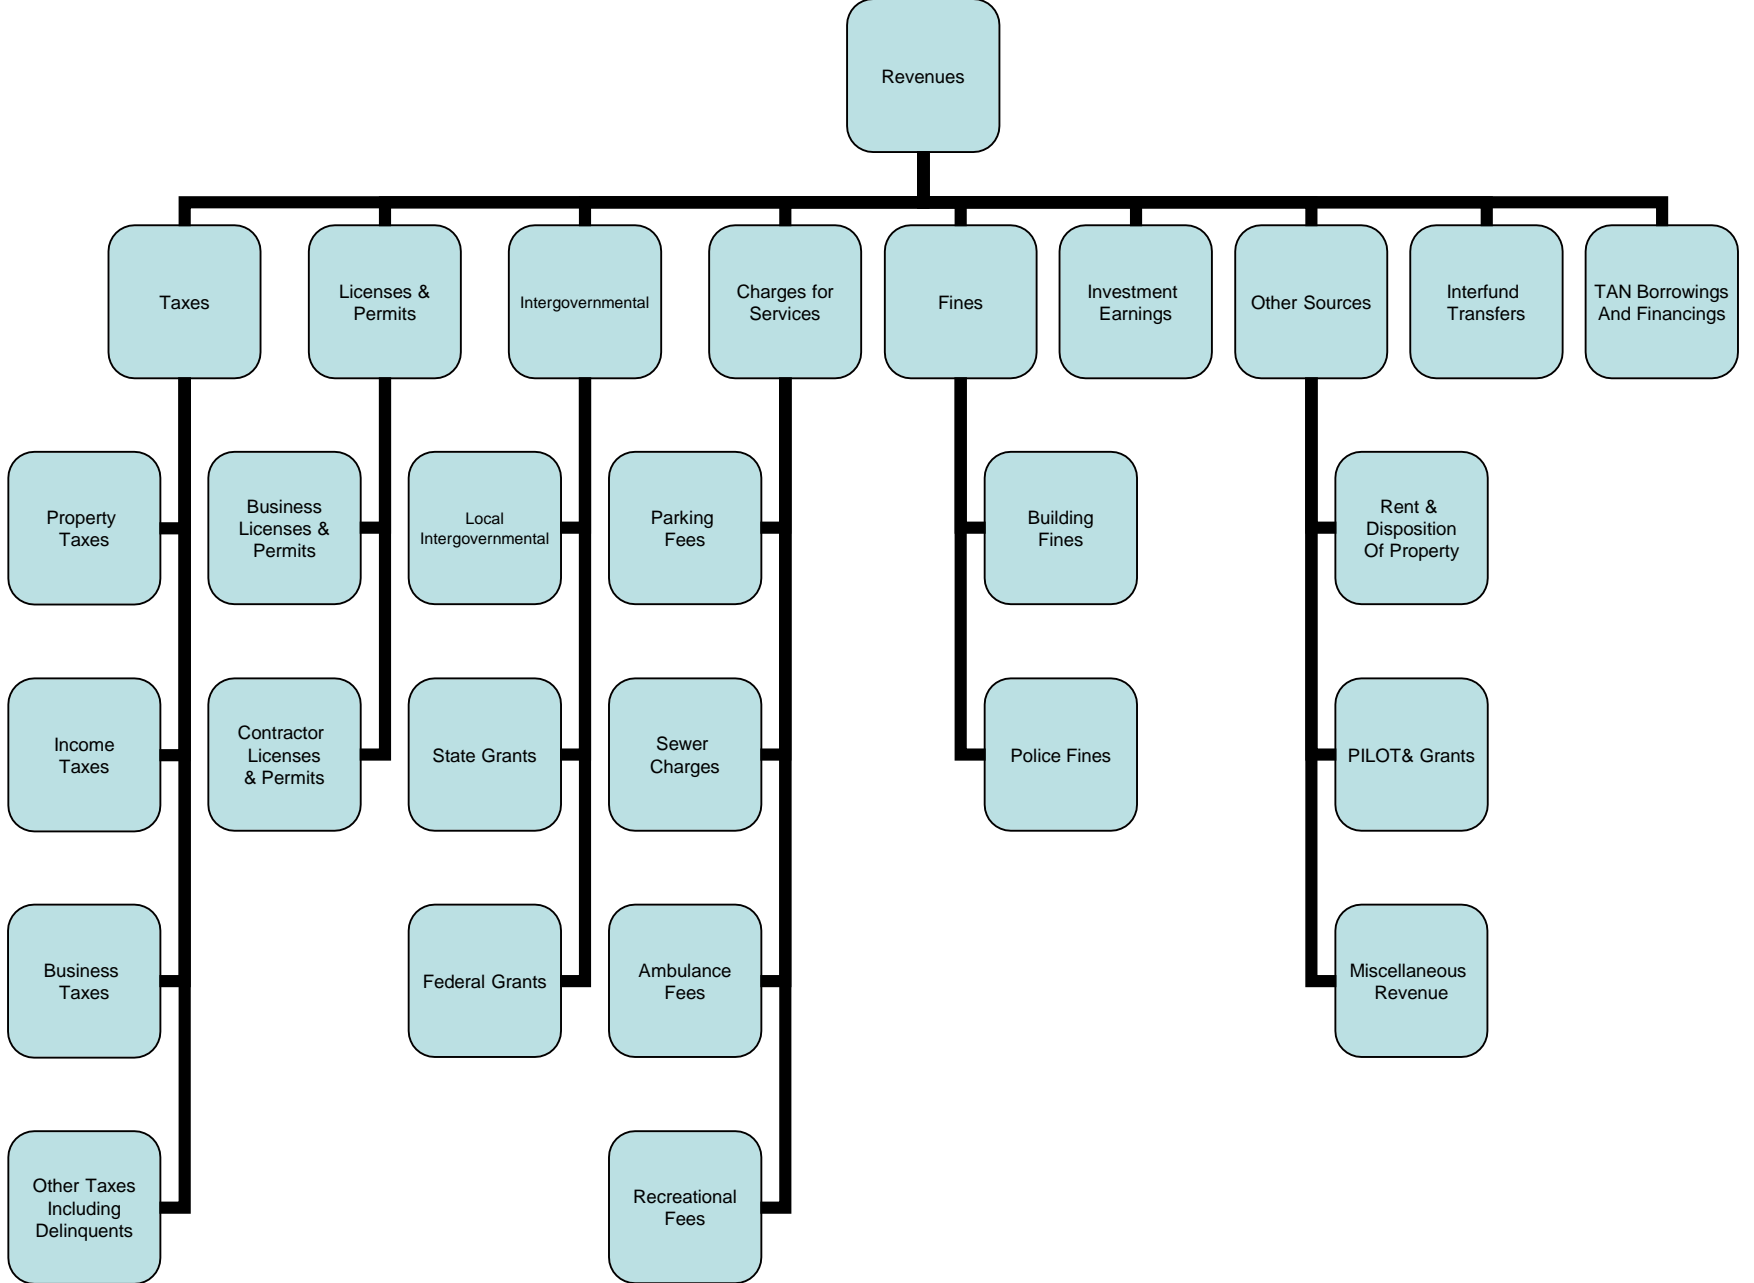 Revenues
Taxes
Licenses &
Permits
Intergovernmental
Charges for
Services
Fines
Investment
Earnings
Other Sources
Interfund
Transfers
TAN Borrowings
And Financings
Property
Taxes
Business
Licenses &
Permits
Local
Intergovernmental
Parking
Fees
Building
Fines
Rent &
Disposition
Of Property
Income
Taxes
Contractor
Licenses
& Permits
State Grants
Sewer
Charges
Police Fines
PILOT& Grants
Business
Taxes
Federal Grants
Ambulance
Fees
Miscellaneous
Revenue
Other Taxes
Including
Delinquents
Recreational
Fees